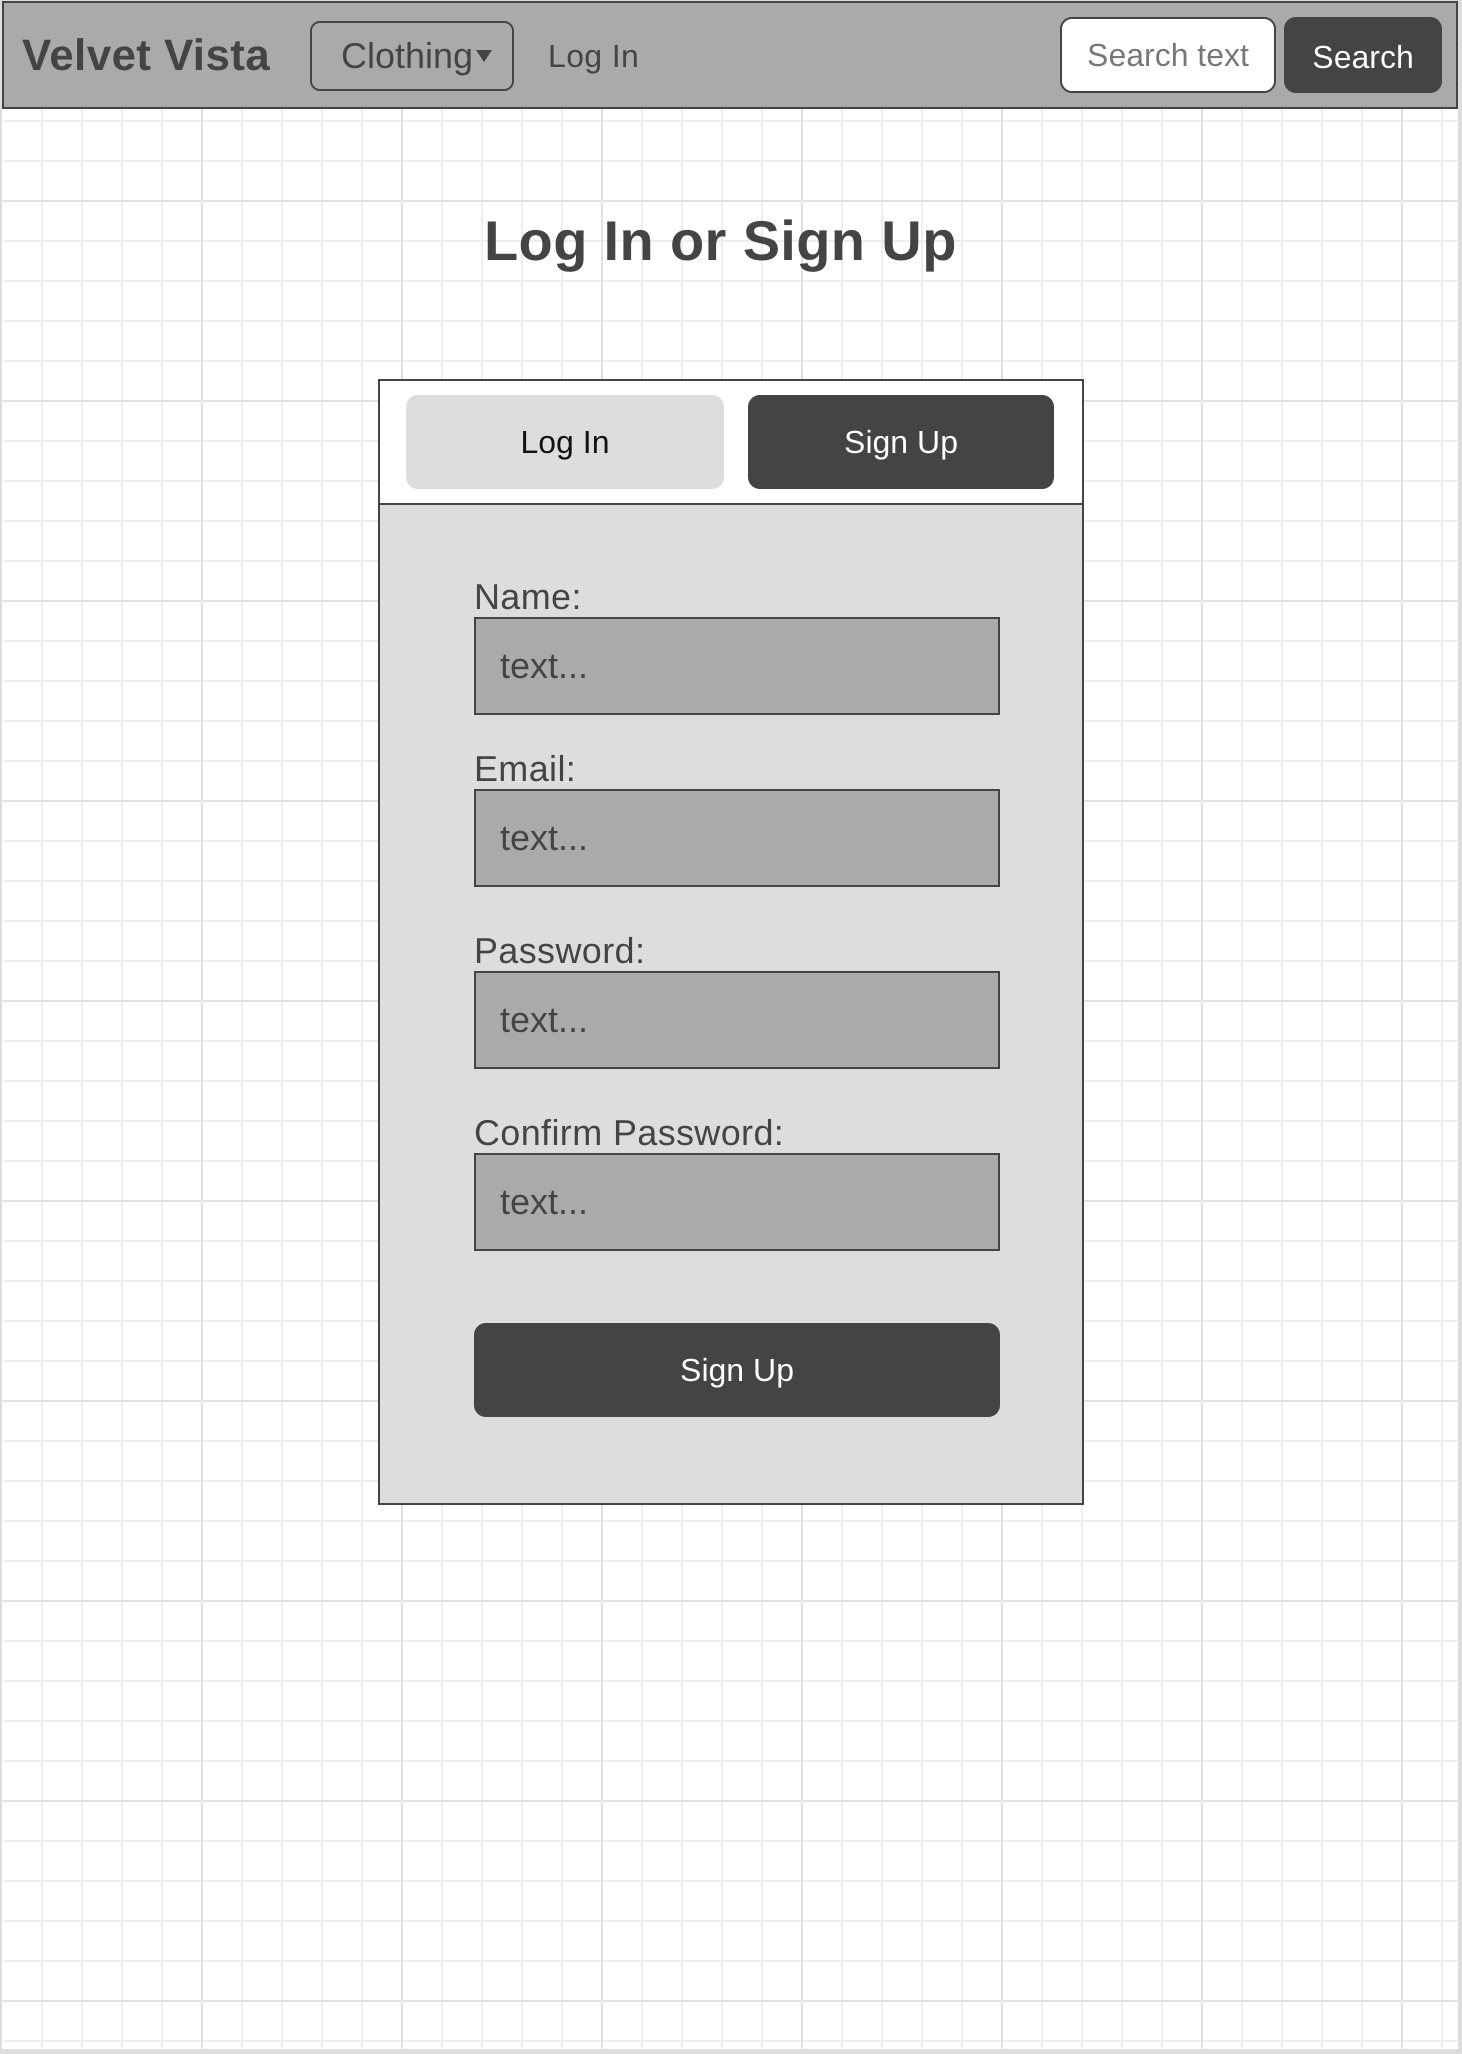 Velvet Vista Clothing Log In Search text Search
Log In or Sign Up
Log In Sign Up
Name:
text...
Email:
text...
Password:
text...
Confirm Password:
text...
Sign Up